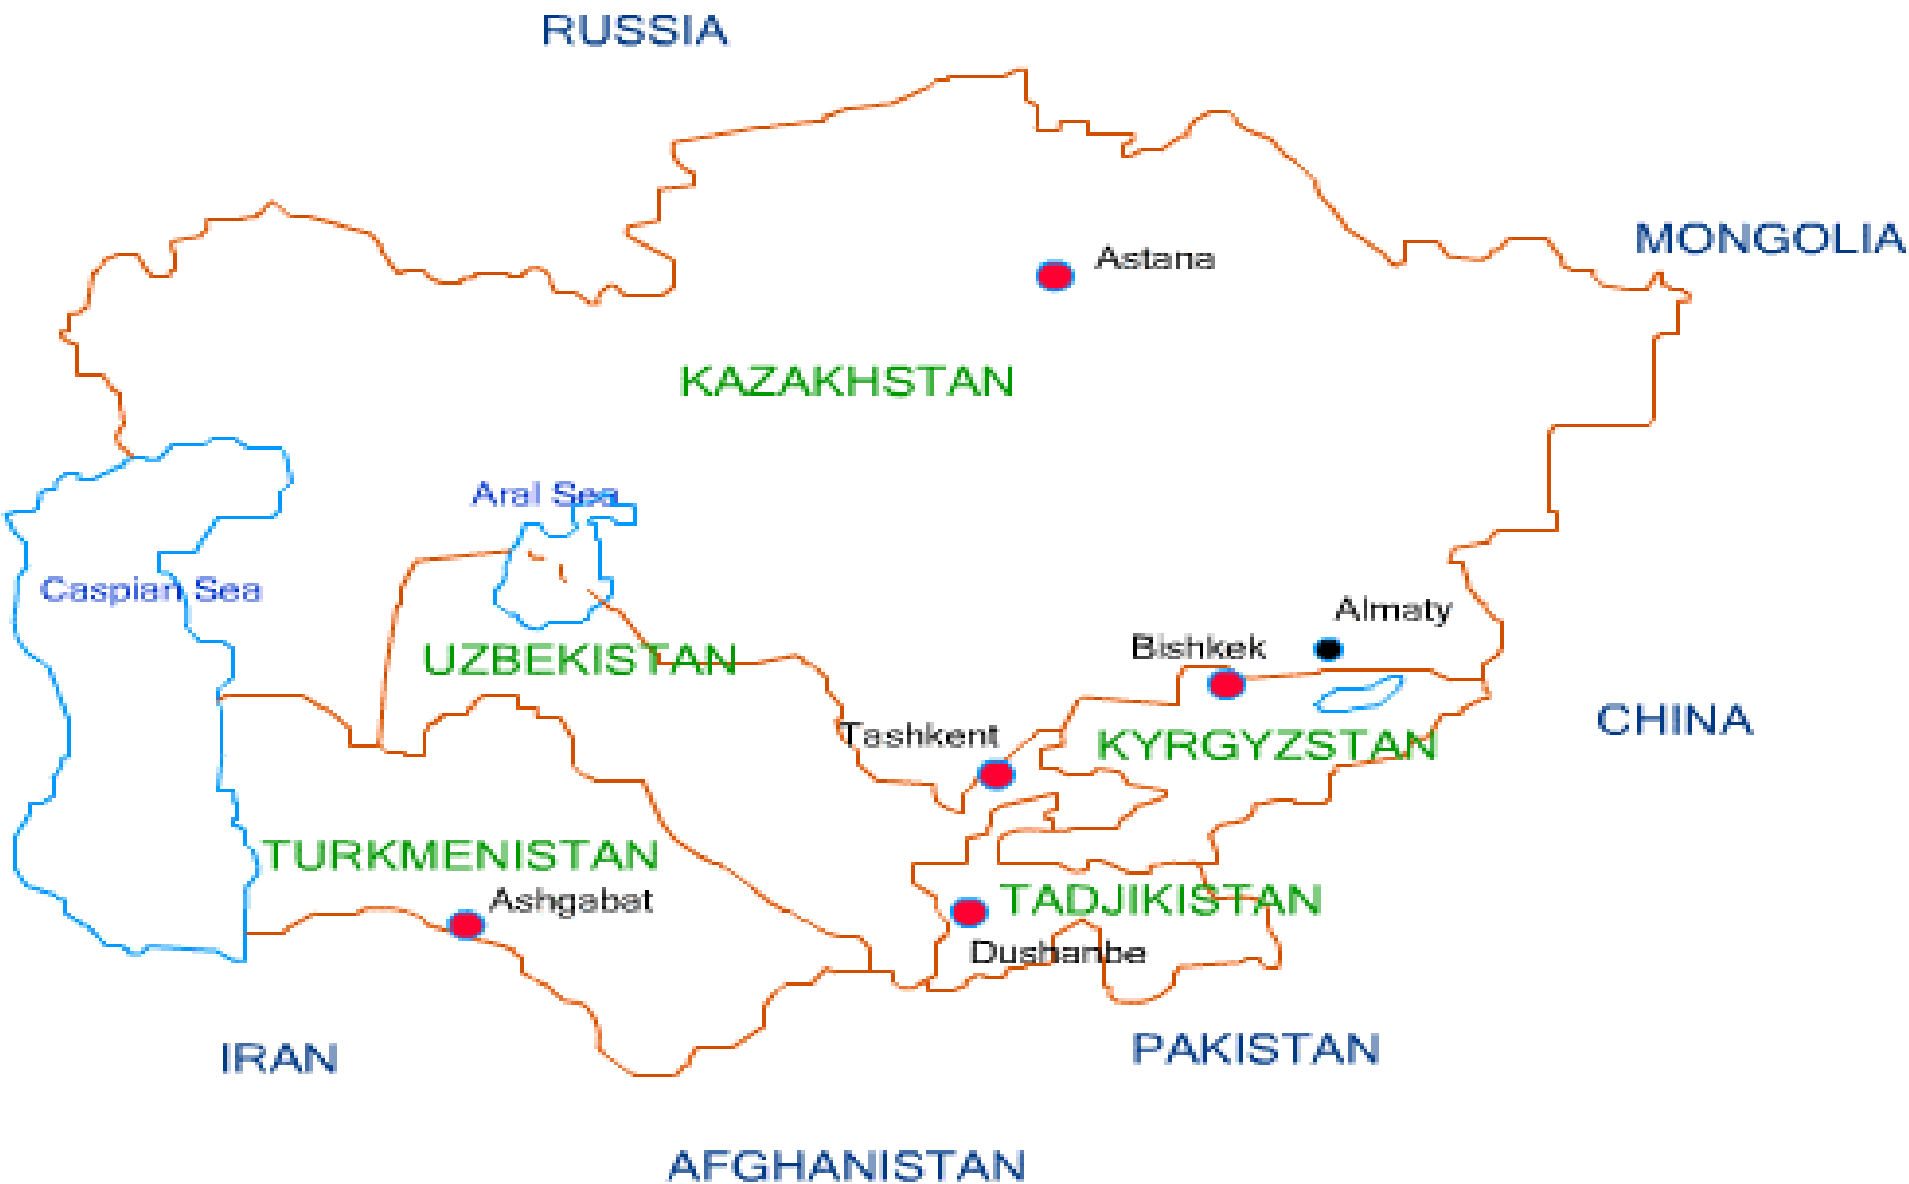 RUSSIA
MONGOLIA
Astana
KAZAKHSTAN
Aral Sea
Caspian Sea
Almaty
Bishkek
UZBEKISTAN
CHINA
Tashkent
KYRGYZSTAN
TURKMENISTAN
Ashgabat
TADJIKISTAN
Dushanbe
IRAN
PAKISTAN
AFGHANISTAN